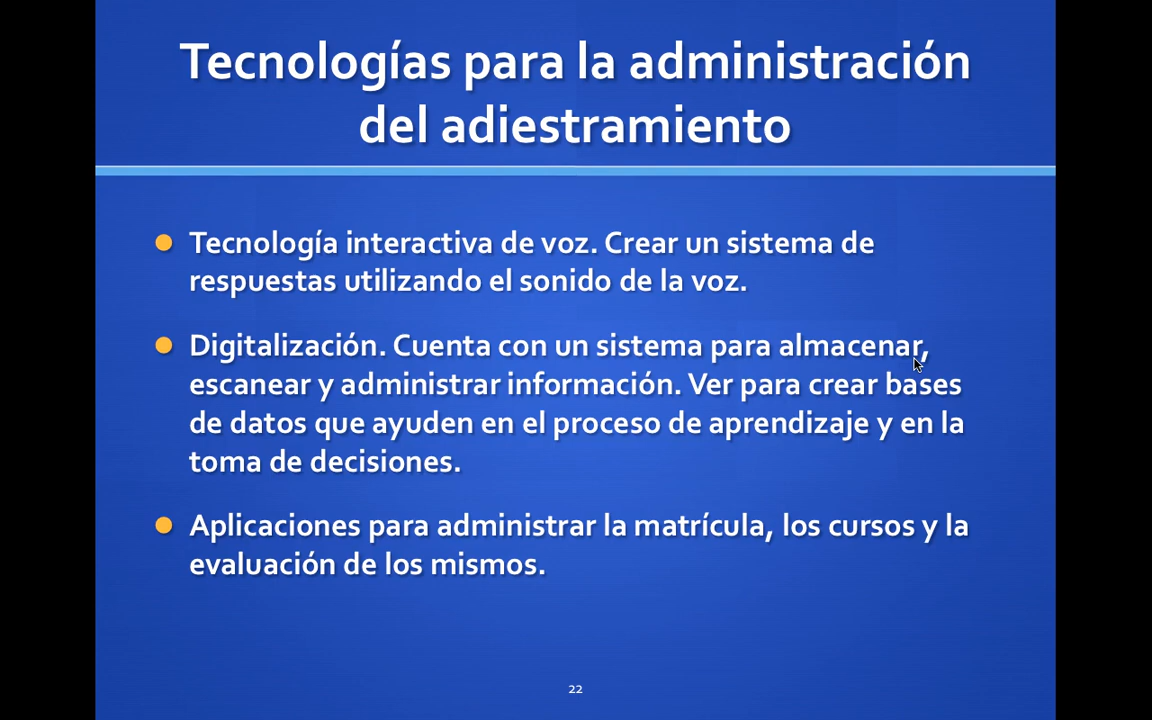 Tecnologías para la administración
del adiestramiento
Tecnología interactiva de voz. Crear un sistema de
respuestas utilizando el sonido de la voz.
Digitalización. Cuenta con un sistema para almacenar,
escanear y administrar información. Ver para crear bases
de datos que ayuden en el proceso de aprendizaje y en la
toma de decisiones.
Aplicaciones para administrar la matrícula, los cursos y la
evaluación de los mismos.
22